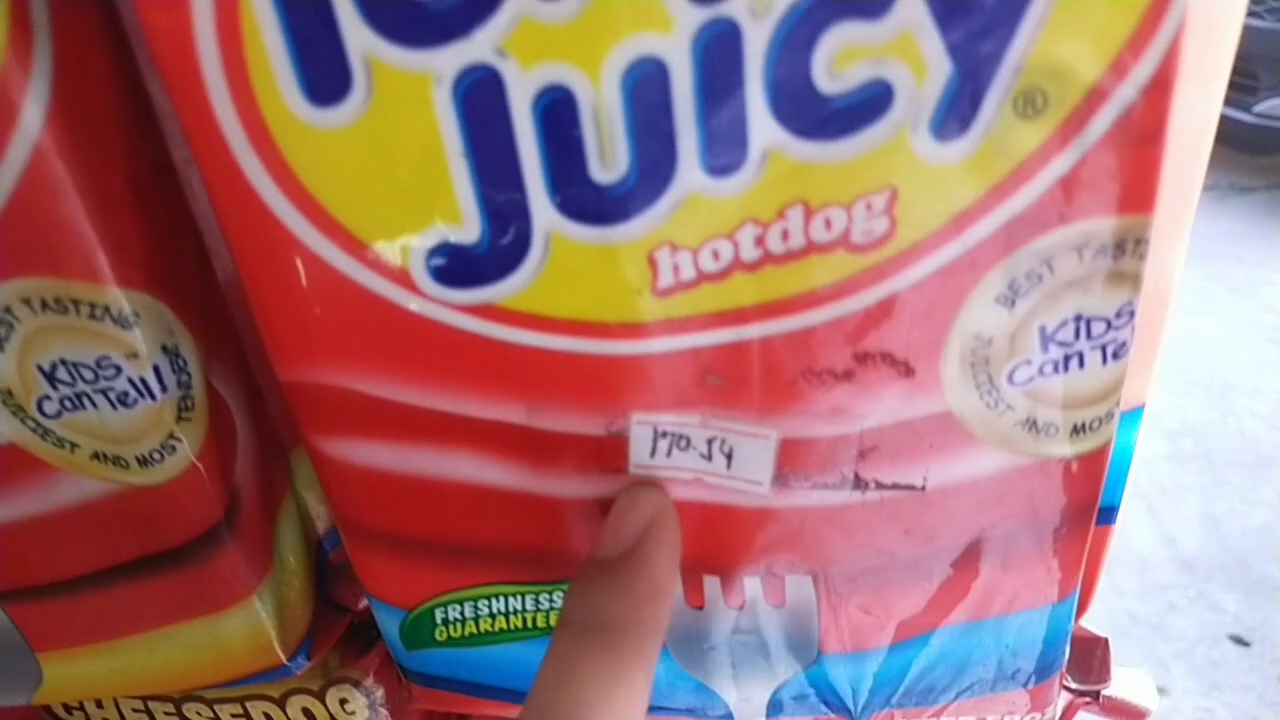 JUICY
®
hotdog
BEST TASTI
KiDS
Can Te
JUICIEST AND MOS
EST TASTING
KiDS
Can Tell!
JUICIEST AND MOST TENDER
170.54
FRESHNESS
GUARANTEE
CHEESEDOG